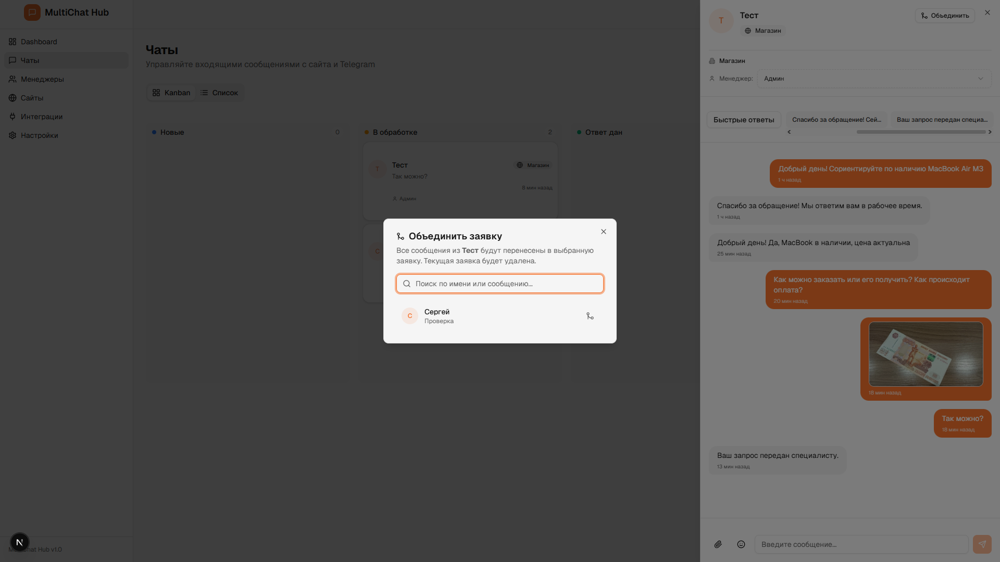 MultiChat Hub
Dashboard
Чаты
Менеджеры
Сайты
Интеграции
Настройки
Чаты
Управляйте входящими сообщениями с сайта и Telegram
Kanban
Список
Новые
0
В обработке
2
Ответ дан
T
Тест
Магазин
Так можно?
8 мин назад
Админ
С
Объединить заявку
Все сообщения из Тест будут перенесены в выбранную
заявку. Текущая заявка будет удалена.
Поиск по имени или сообщению...
С
Сергей
Проверка
T
Тест
Магазин
Объединить
Магазин
Менеджер:
Админ
Быстрые ответы
Спасибо за обращение! Сей...
Ваш запрос передан специа...
Добрый день! Сориентируйте по наличию MacBook Air M3
1 ч назад
Спасибо за обращение! Мы ответим вам в рабочее время.
1 ч назад
Добрый день! Да, MacBook в наличии, цена актуальна
25 мин назад
Как можно заказать или его получить? Как происходит
оплата?
20 мин назад
18 мин назад
Так можно?
18 мин назад
Ваш запрос передан специалисту.
13 мин назад
Введите сообщение...
N
Hub v1.0